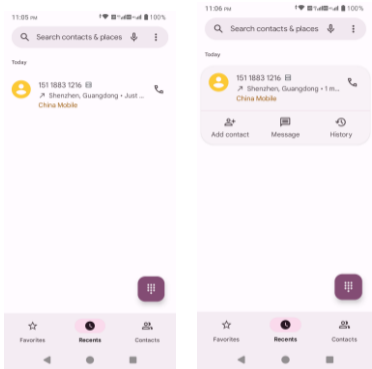 11:05 PM
100%
Search contacts & places
Today
151 1883 1216
Shenzhen, Guangdong • Just ...
China Mobile
Favorites
Recents
Contacts
11:06 PM
100%
Search contacts & places
Today
151 1883 1216
Shenzhen, Guangdong • 1 m...
China Mobile
Add contact
Message
History
Favorites
Recents
Contacts